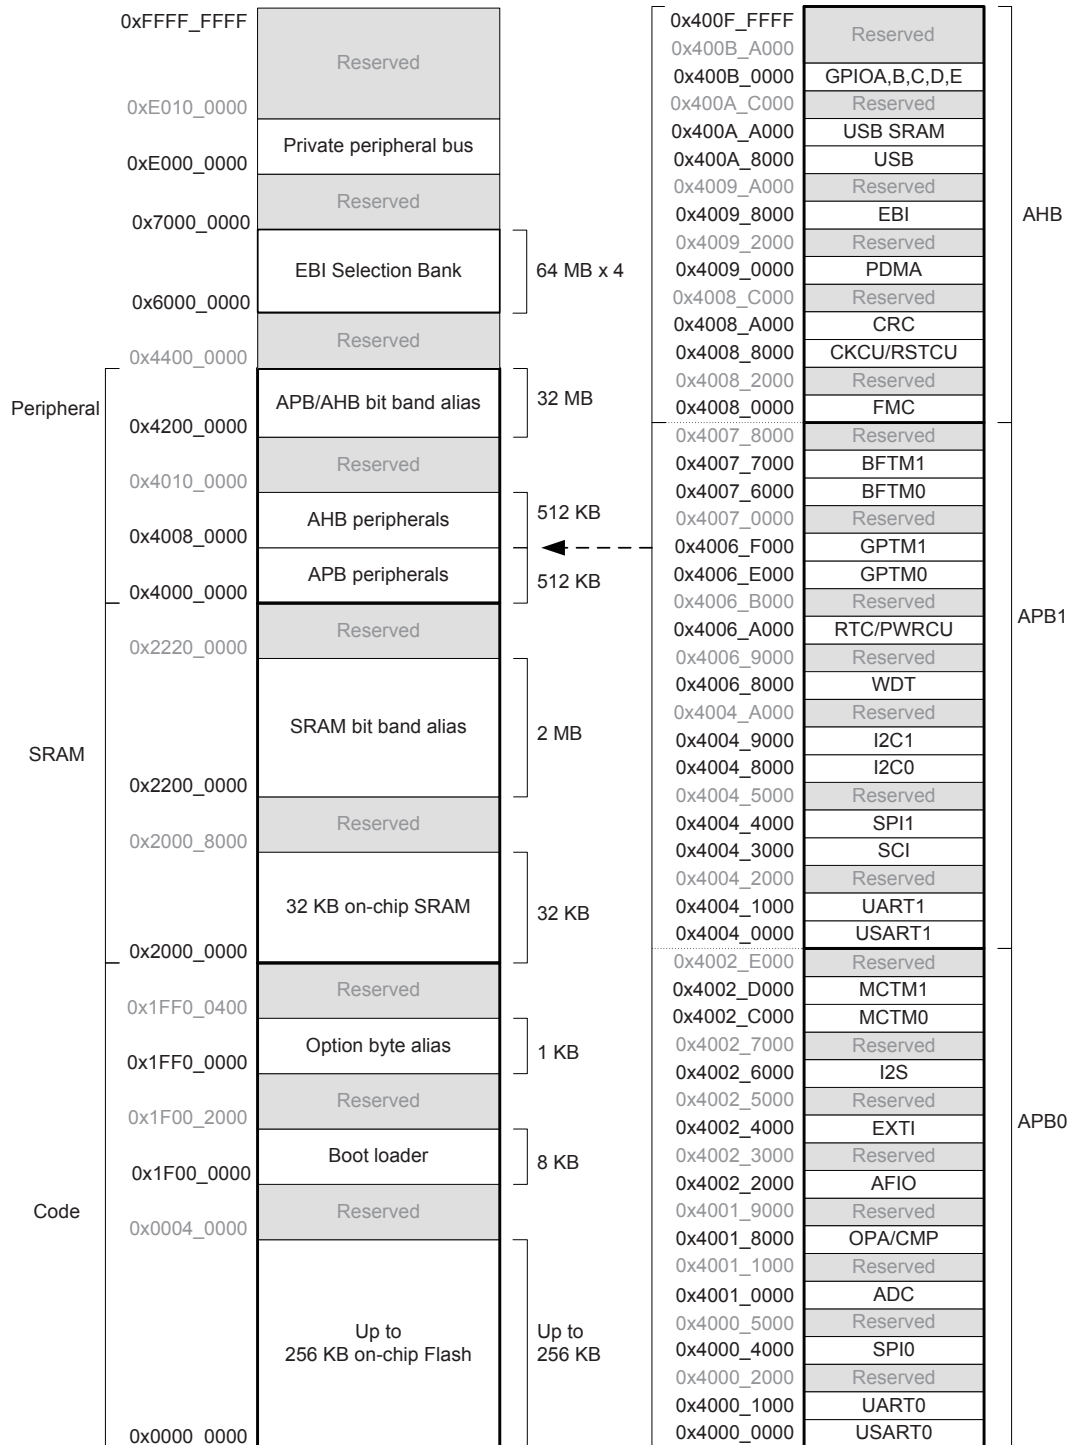 0xFFFF_FFFF
Reserved
0xE010_0000
Private peripheral bus
0xE000_0000
Reserved
0x7000_0000
EBI Selection Bank
64 MB x 4
0x6000_0000
Reserved
0x4400_0000
Peripheral
APB/AHB bit band alias
32 MB
0x4200_0000
Reserved
0x4010_0000
AHB peripherals
512 KB
0x4008_0000
APB peripherals
512 KB
0x4000_0000
Reserved
0x2220_0000
SRAM
SRAM bit band alias
2 MB
0x2200_0000
Reserved
0x2000_8000
32 KB on-chip SRAM
32 KB
0x2000_0000
Reserved
0x1FF0_0400
Option byte alias
1 KB
0x1FF0_0000
Reserved
0x1F00_2000
Boot loader
8 KB
0x1F00_0000
Code
Reserved
0x0004_0000
Up to
256 KB on-chip Flash
Up to
256 KB
0x0000_0000
0x400F_FFFF
Reserved
0x400B_A000
0x400B_0000 GPIOA,B,C,D,E
0x400A_C000 Reserved
0x400A_A000 USB SRAM
0x400A_8000 USB
0x4009_A000 Reserved
0x4009_8000 EBI
AHB
0x4009_2000 Reserved
0x4009_0000 PDMA
0x4008_C000 Reserved
0x4008_A000 CRC
0x4008_8000 CKCU/RSTCU
0x4008_2000 Reserved
0x4008_0000 FMC
0x4007_8000 Reserved
0x4007_7000 BFTM1
0x4007_6000 BFTM0
0x4007_0000 Reserved
0x4006_F000 GPTM1
0x4006_E000 GPTM0
0x4006_B000 Reserved
APB1
0x4006_A000 RTC/PWRCU
0x4006_9000 Reserved
0x4006_8000 WDT
0x4004_A000 Reserved
0x4004_9000 I2C1
0x4004_8000 I2C0
0x4004_5000 Reserved
0x4004_4000 SPI1
0x4004_3000 SCI
0x4004_2000 Reserved
0x4004_1000 UART1
0x4004_0000 USART1
0x4002_E000 Reserved
0x4002_D000 MCTM1
0x4002_C000 MCTM0
0x4002_7000 Reserved
0x4002_6000 I2S
0x4002_5000 Reserved
0x4002_4000 EXTI
APB0
0x4002_3000 Reserved
0x4002_2000 AFIO
0x4001_9000 Reserved
0x4001_8000 OPA/CMP
0x4001_1000 Reserved
0x4001_0000 ADC
0x4000_5000 Reserved
0x4000_4000 SPI0
0x4000_2000 Reserved
0x4000_1000 UART0
0x4000_0000 USART0